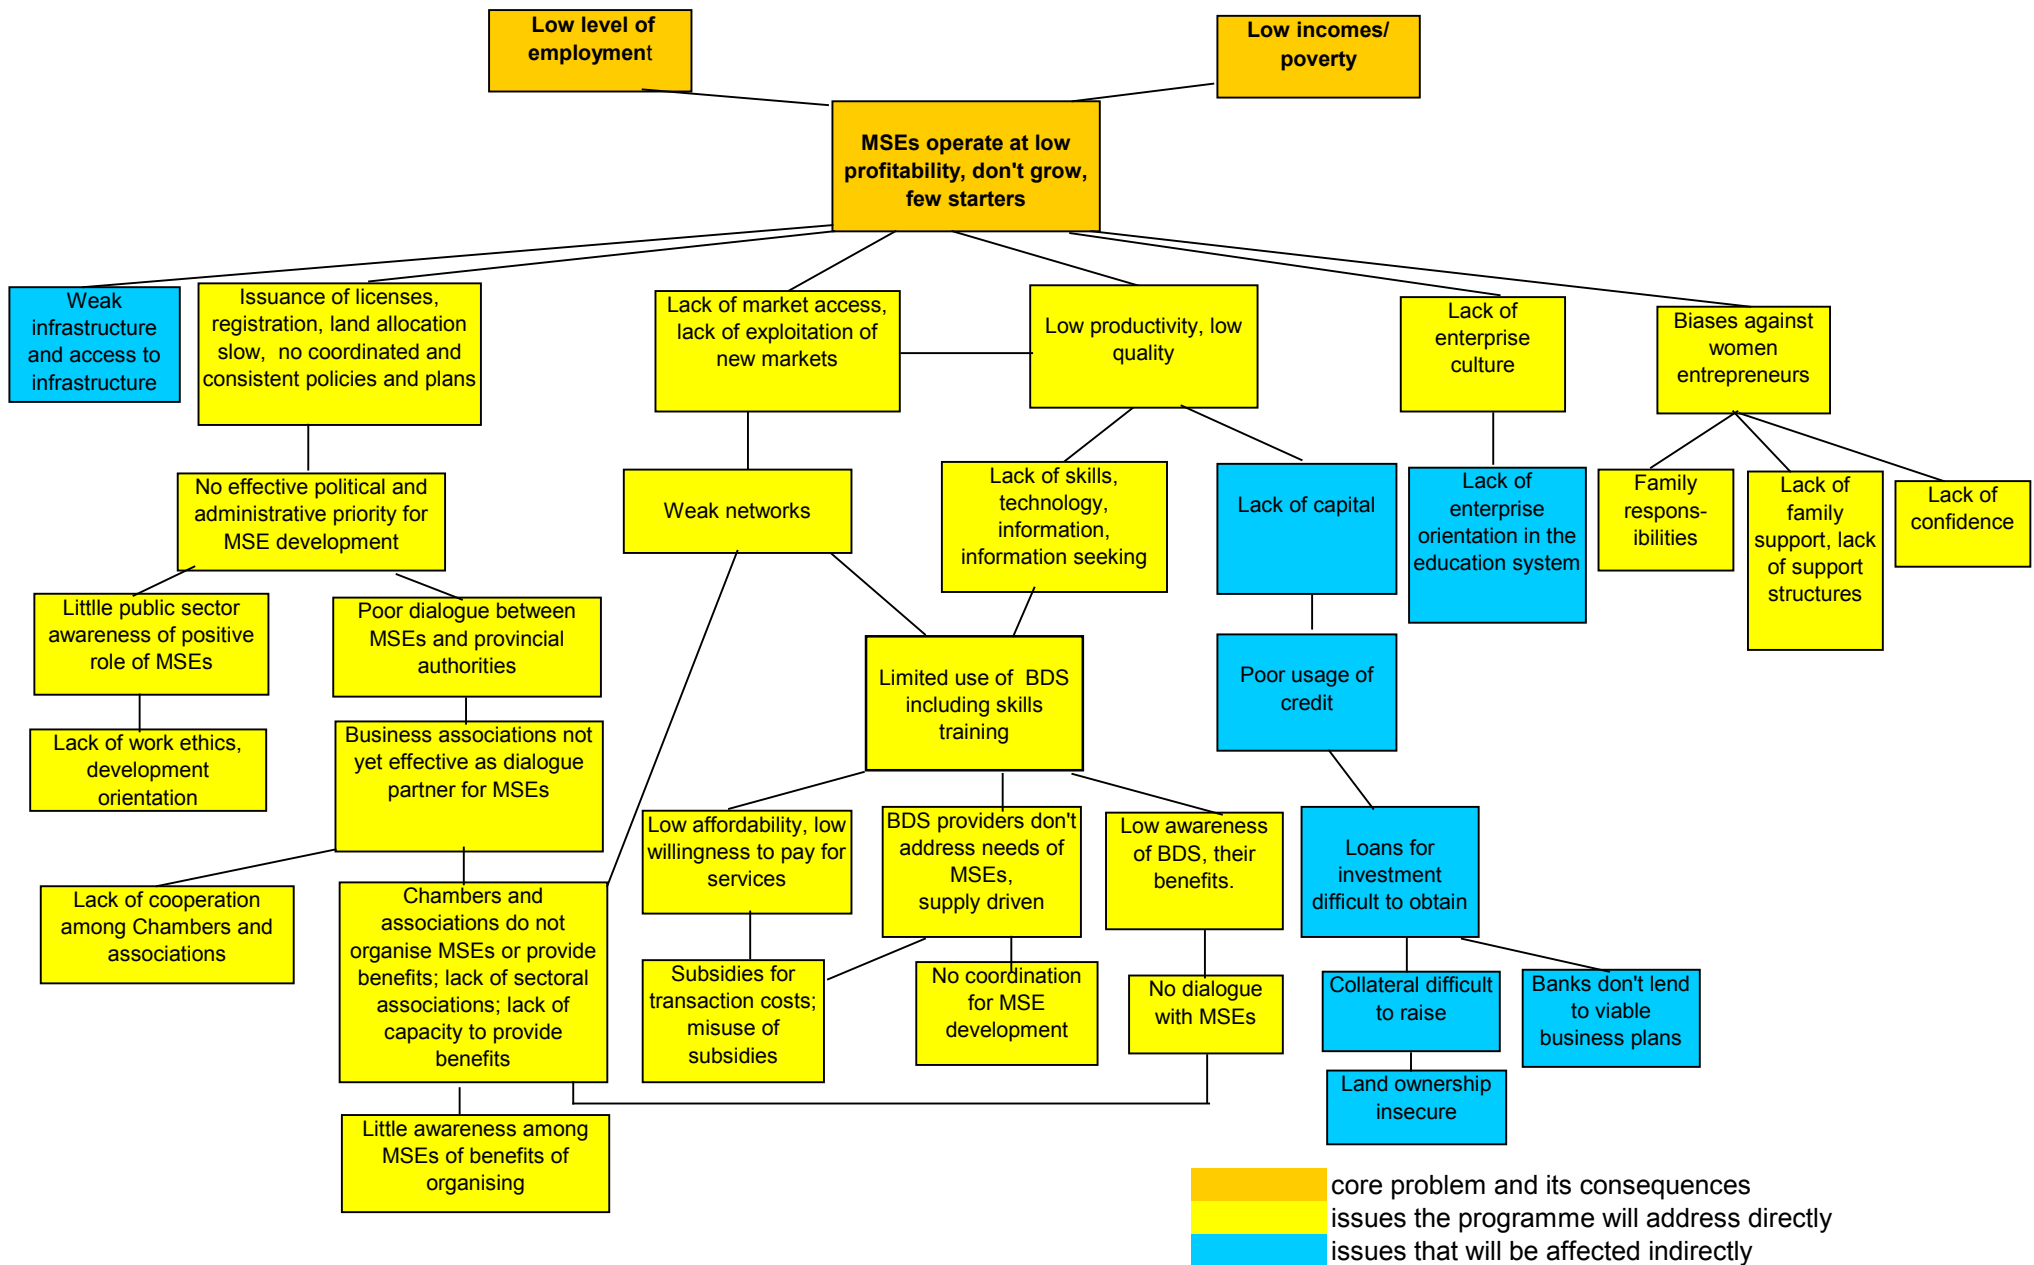 Low level of
employment
Low incomes/
poverty
MSEs operate at low
profitability, don't grow,
few starters
Weak
infrastructure
and access to
infrastructure
Issuance of licenses,
registration, land allocation
slow, no coordinated and
consistent policies and plans
Lack of market access,
lack of exploitation of
new markets
Low productivity, low
quality
Lack of
enterprise
culture
Biases against
women
entrepreneurs
No effective political and
administrative priority for
MSE development
Weak networks
Lack of skills,
technology,
information,
information seeking
Lack of capital
Lack of
enterprise
orientation in the
education system
Family
respons-
ibilities
Lack of
family
support, lack
of support
structures
Lack of
confidence
Littlle public sector
awareness of positive
role of MSEs
Poor dialogue between
MSEs and provincial
authorities
Limited use of BDS
including skills
training
Poor usage of
credit
Lack of work ethics,
development
orientation
Business associations not
yet effective as dialogue
partner for MSEs
Low affordability, low
willingness to pay for
services
BDS providers don't
address needs of
MSEs,
supply driven
Low awareness
of BDS, their
benefits.
Loans for
investment
difficult to obtain
Lack of cooperation
among Chambers and
associations
Chambers and
associations do not
organise MSEs or provide
benefits; lack of sectoral
associations; lack of
capacity to provide
benefits
Subsidies for
transaction costs;
misuse of
subsidies
No coordination
for MSE
development
No dialogue
with MSEs
Collateral difficult
to raise
Banks don't lend
to viable
business plans
Land ownership
insecure
Little awareness among
MSEs of benefits of
organising
core problem and its consequences
issues the programme will address directly
issues that will be affected indirectly